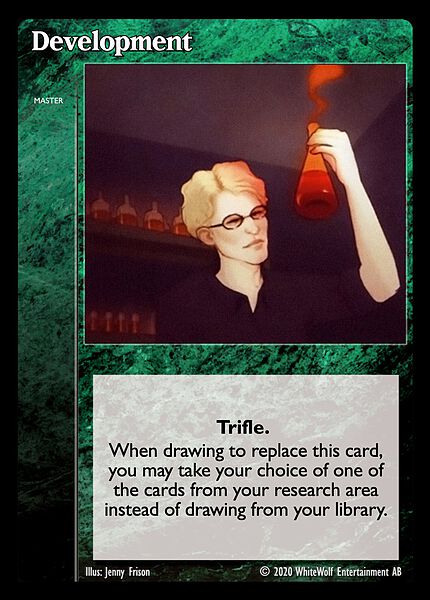 Development
MASTER
Trifle.
When drawing to replace this card,
you may take your choice of one of
the cards from your research area
instead of drawing from your library.
Illus: Jenny Frison
© 2020 WhiteWolf Entertainment AB